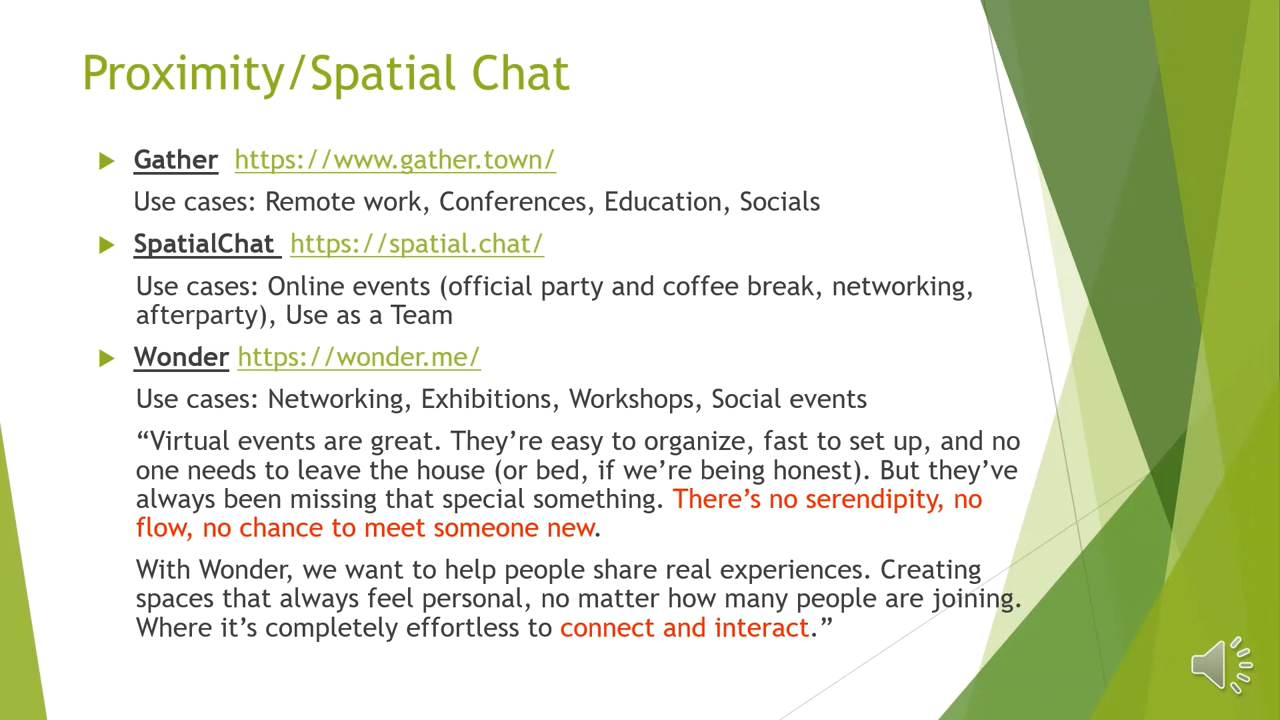 Proximity/Spatial Chat
Gather https://www.gather.town/
Use cases: Remote work, Conferences, Education, Socials
SpatialChat https://spatial.chat/
Use cases: Online events (official party and coffee break, networking,
afterparty), Use as a Team
Wonder https://wonder.me/
Use cases: Networking, Exhibitions, Workshops, Social events
“Virtual events are great. They’re easy to organize, fast to set up, and no
one needs to leave the house (or bed, if we’re being honest). But they’ve
always been missing that special something. There’s no serendipity, no
flow, no chance to meet someone new.
With Wonder, we want to help people share real experiences. Creating
spaces that always feel personal, no matter how many people are joining.
Where it’s completely effortless to connect and interact.”